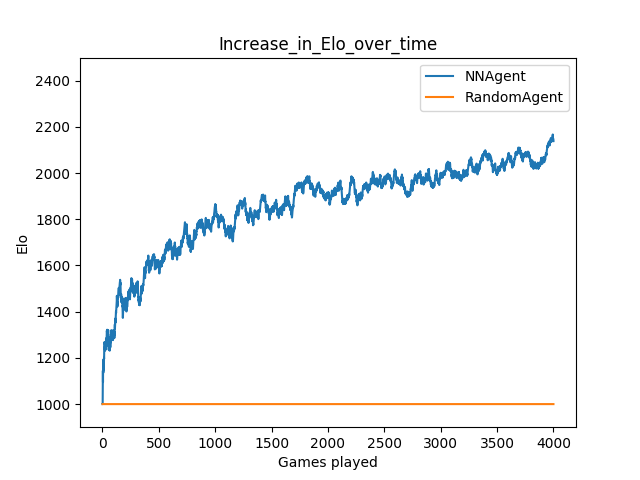 Increase_in_Elo_over_time
NNAgent
RandomAgent
2400
2200
2000
1800
1600
1400
1200
1000
Elo
0 500 1000 1500 2000 2500 3000 3500 4000
Games played